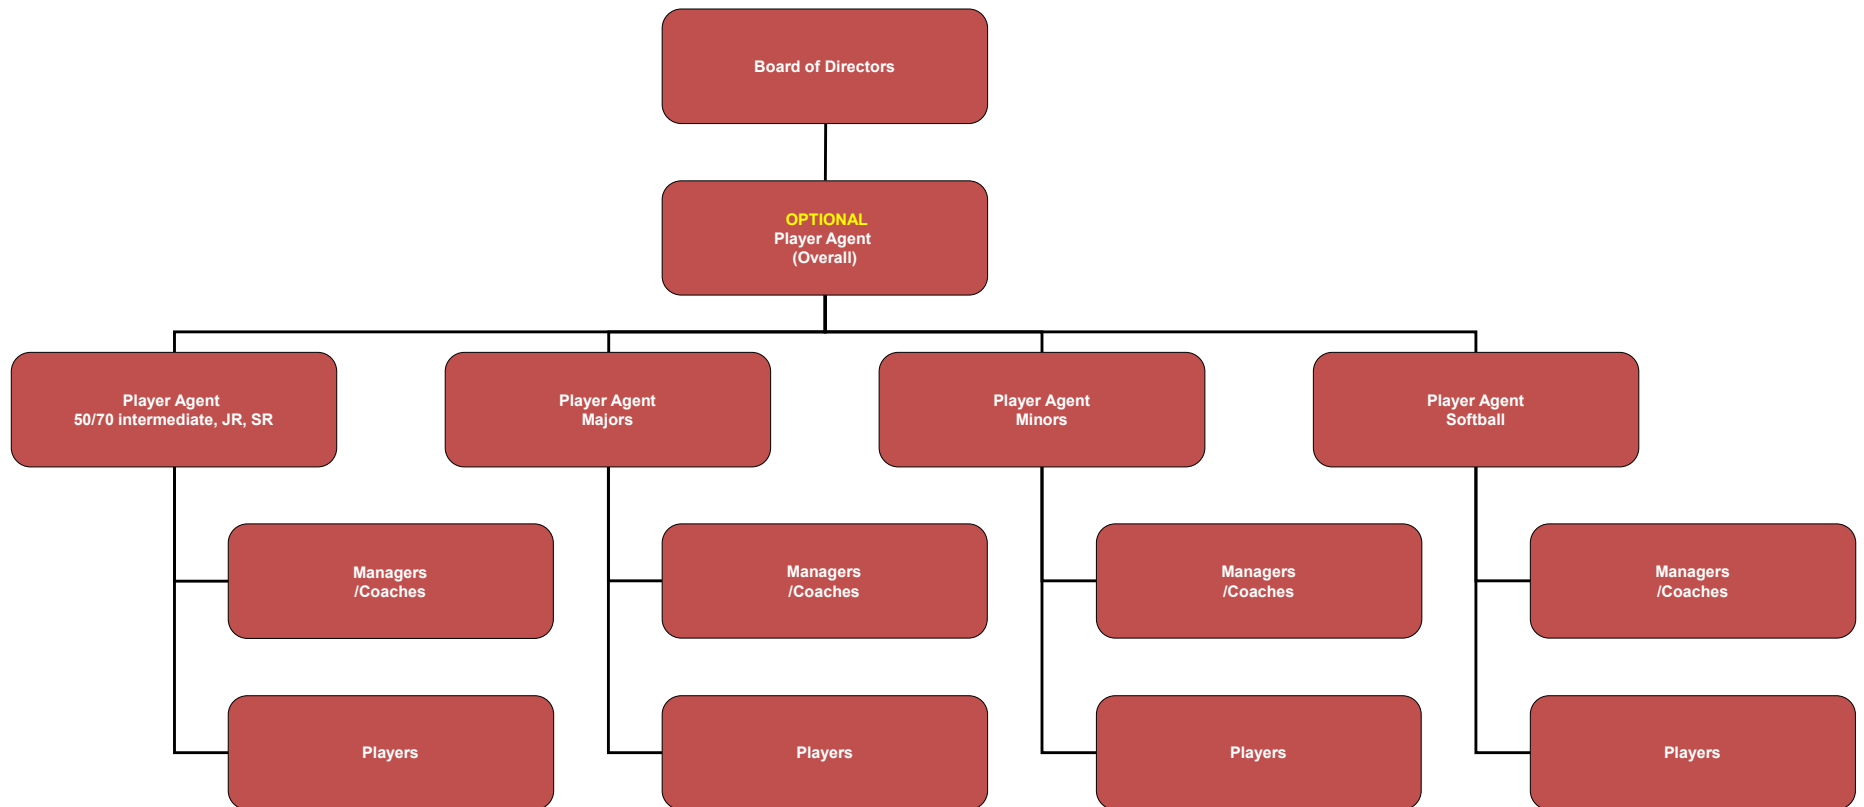 Board of Directors
OPTIONAL
Player Agent
(Overall)
Player Agent
50/70 intermediate, JR, SR
Player Agent
Majors
Player Agent
Minors
Player Agent
Softball
Managers
/Coaches
Managers
/Coaches
Managers
/Coaches
Managers
/Coaches
Players
Players
Players
Players